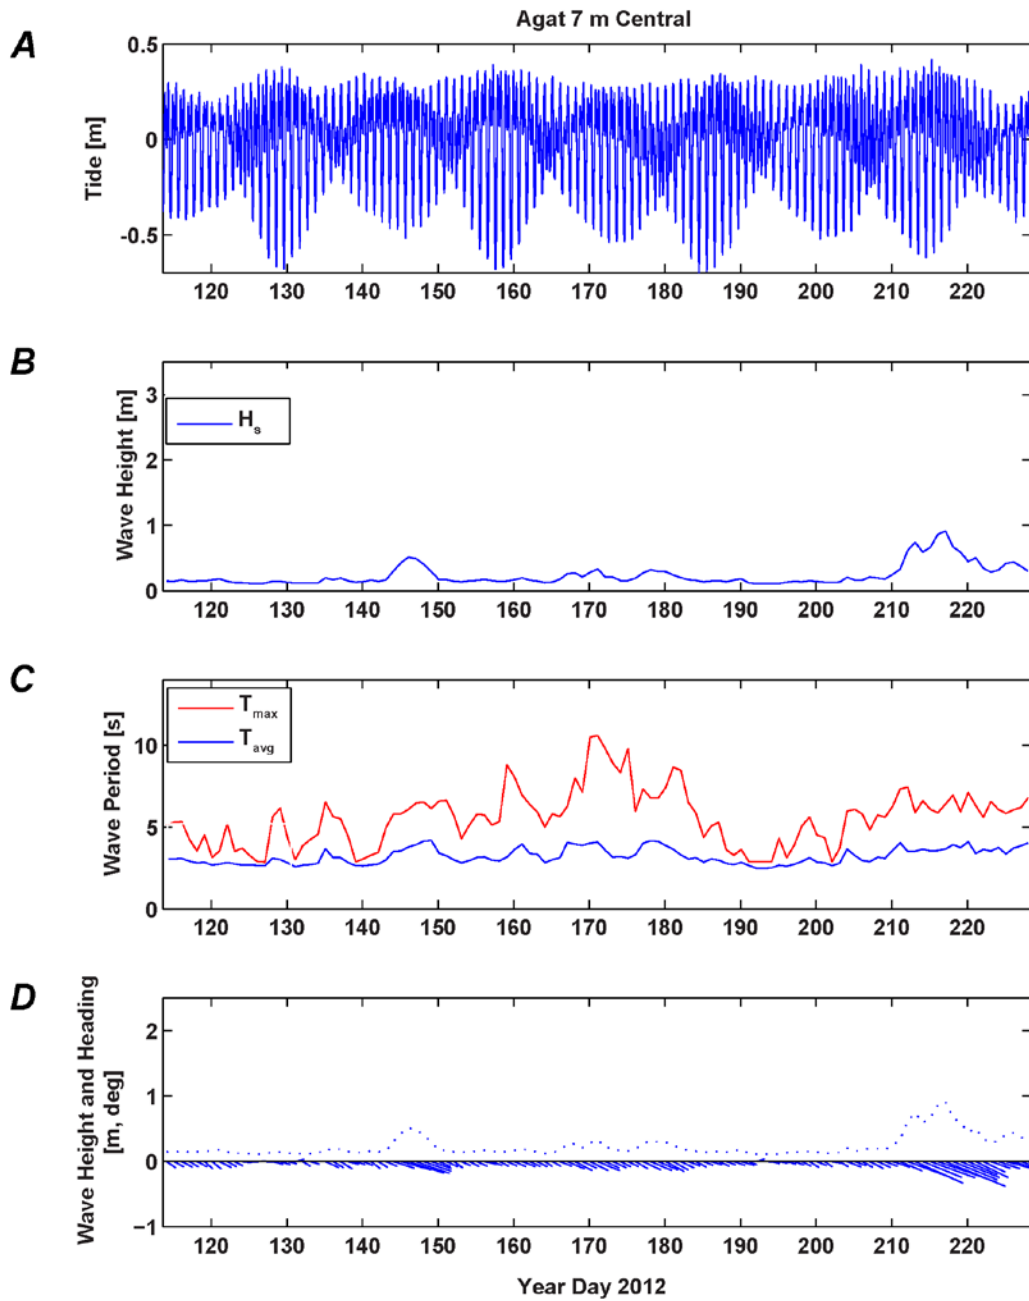 Agat 7 m Central
A
Tide [m]
0.5
0
-0.5
120 130 140 150 160 170 180 190 200 210 220
B
Wave Height [m]
3
2
1
0
Hs
120 130 140 150 160 170 180 190 200 210 220
C
Wave Period [s]
10
5
0
Tmax
Tavg
120 130 140 150 160 170 180 190 200 210 220
D
Wave Height and Heading
[m, deg]
2
1
0
−1
120 130 140 150 160 170 180 190 200 210 220
Year Day 2012